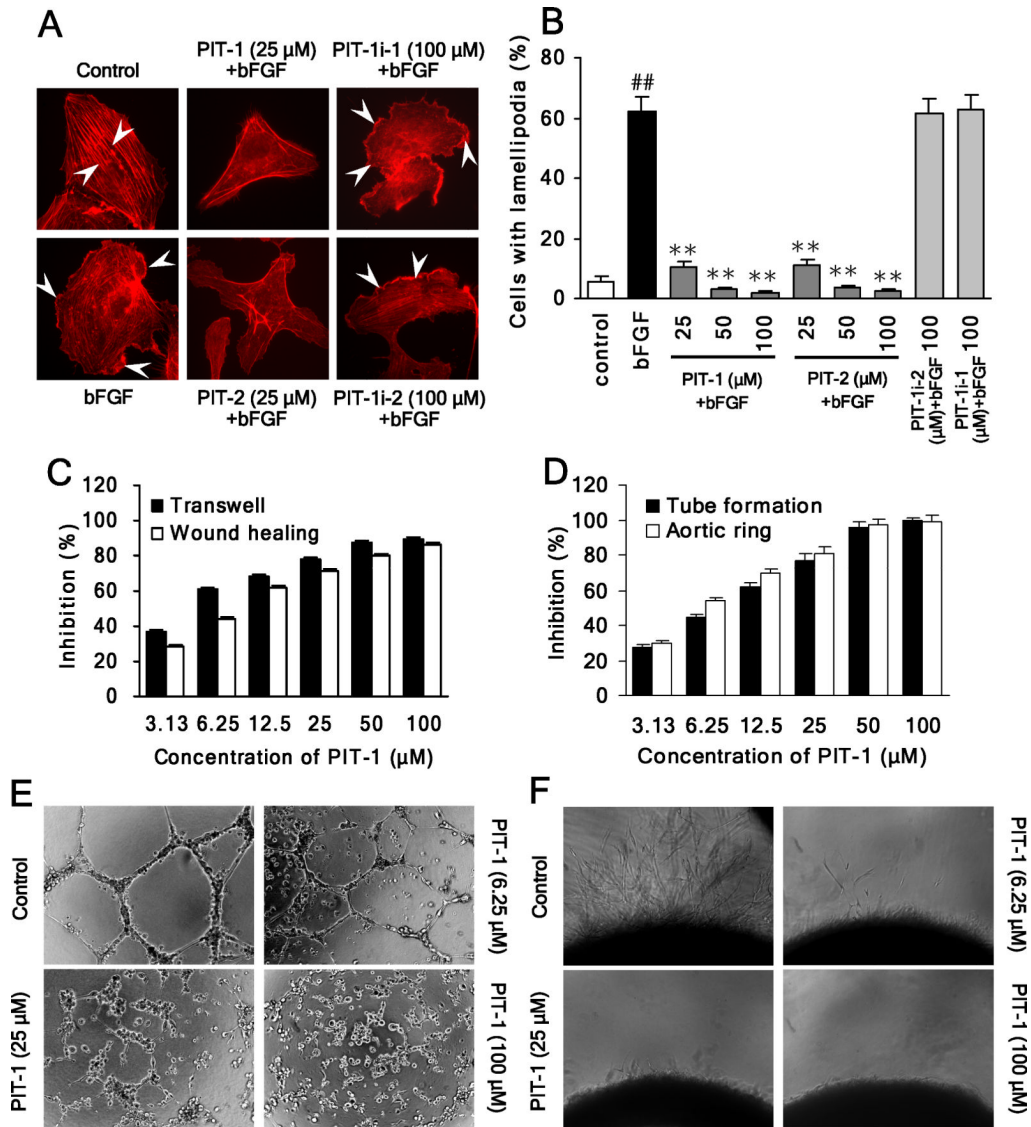 A
Control
PIT-1 (25 µM)
+bFGF
PIT-1i-1 (100 µM)
+bFGF
bFGF
PIT-2 (25 µM)
+bFGF
PIT-1i-2 (100 µM)
+bFGF
B
Cells with lamellipodia (%)
80
60
40
20
0
##
**
**
**
**
**
**
control
bFGF
25
50
100
25
50
100
100
100
PIT-1 (µM)
+bFGF
PIT-2 (µM)
+bFGF
PIT-1i-2
(µM)+bFGF
PIT-1i-1
(µM)+bFGF
C
Inhibition (%)
120
100
80
60
40
20
0
Transwell
Wound healing
3.13 6.25 12.5 25 50 100
Concentration of PIT-1 (µM)
D
Inhibition (%)
120
100
80
60
40
20
0
Tube formation
Aortic ring
3.13 6.25 12.5 25 50 100
Concentration of PIT-1 (µM)
E
Control
PIT-1 (6.25 µM)
PIT-1 (25 µM)
PIT-1 (100 µM)
F
Control
PIT-1 (6.25 µM)
PIT-1 (25 µM)
PIT-1 (100 µM)